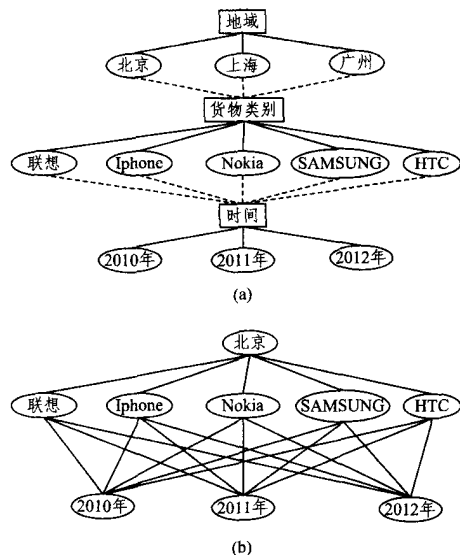 地域
北京 上海 广州
货物类别
联想 Iphone Nokia SAMSUNG HTC
时间
2010年 2011年 2012年
(a)
北京
联想 Iphone Nokia SAMSUNG HTC
2010年 2011年 2012年
(b)